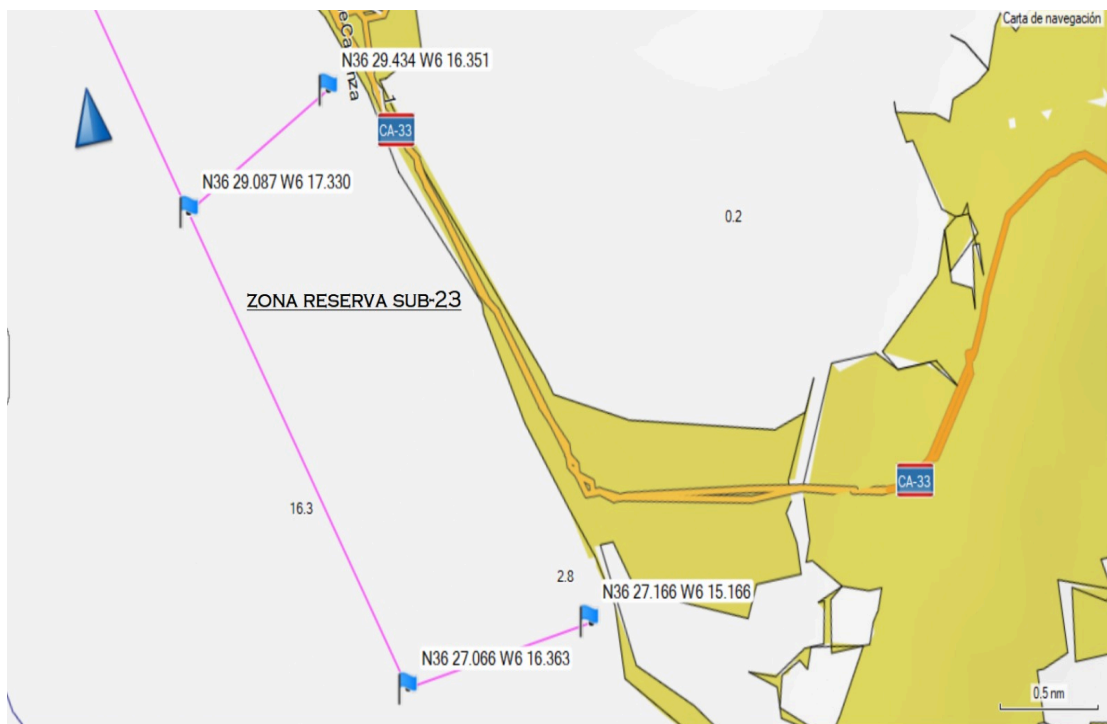 Carta de navegación
N36 29.434 W6 16.351
CA-33
N36 29.087 W6 17.330
0.2
ZONA RESERVA SUB-23
CA-33
16.3
2.8
N36 27.166 W6 15.166
N36 27.066 W6 16.363
0.5 nm